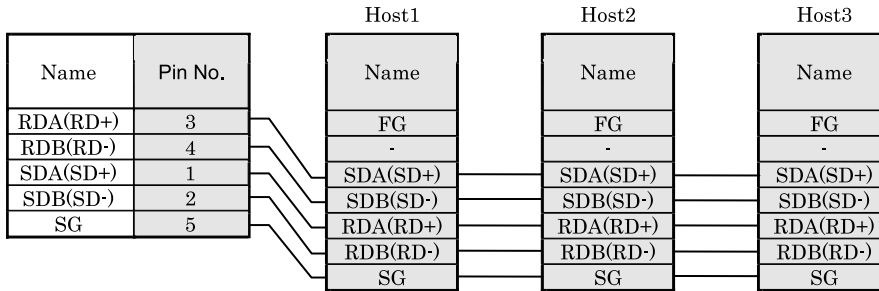 Host1 Host2 Host3
Name Pin No. Name Name Name
RDA(RD+) 3 FG FG FG
RDB(RD-) 4 - - -
SDA(SD+) 1 SDA(SD+) SDA(SD+) SDA(SD+)
SDB(SD-) 2 SDB(SD-) SDB(SD-) SDB(SD-)
SG 5 RDA(RD+) RDA(RD+) RDA(RD+)
RDB(RD-) RDB(RD-) RDB(RD-)
SG SG SG